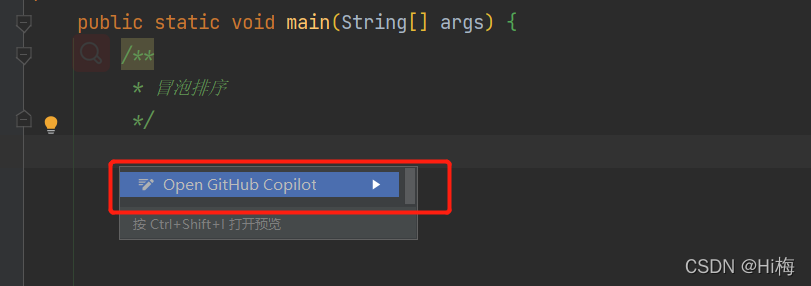 public static void main(String[] args) {
/**
* 冒泡排序
*/
Open GitHub Copilot
按 Ctrl+Shift+I 打开预览
CSDN @Hi梅